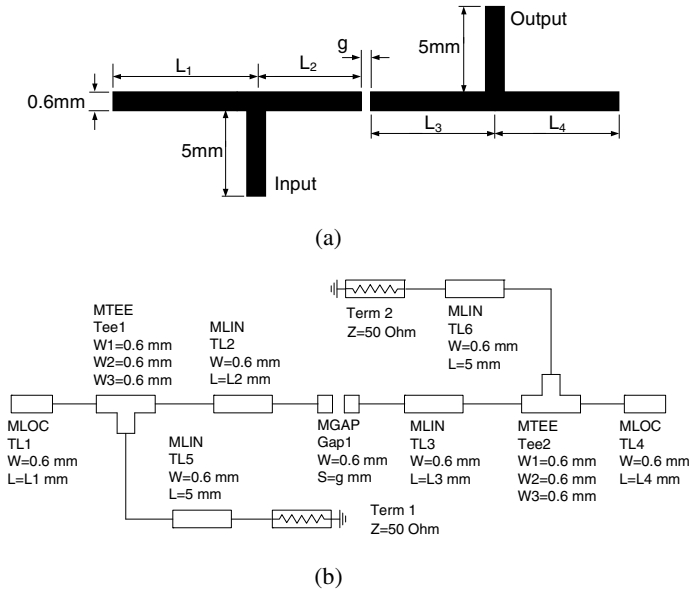 Output
5mm
g
L1
L2
0.6mm
L3
L4
5mm
Input
(a)
Term 2
Z=50 Ohm
MLIN
TL6
W=0.6 mm
L=5 mm
MTEE
Tee1
W1=0.6 mm
W2=0.6 mm
W3=0.6 mm
MLIN
TL2
W=0.6 mm
L=L2 mm
MLOC
TL1
W=0.6 mm
L=L1 mm
MLIN
TL5
W=0.6 mm
L=5 mm
MGAP
Gap1
W=0.6 mm
S=g mm
MLIN
TL3
W=0.6 mm
L=L3 mm
MTEE
Tee2
W1=0.6 mm
W2=0.6 mm
W3=0.6 mm
MLOC
TL4
W=0.6 mm
L=L4 mm
Term 1
Z=50 Ohm
(b)